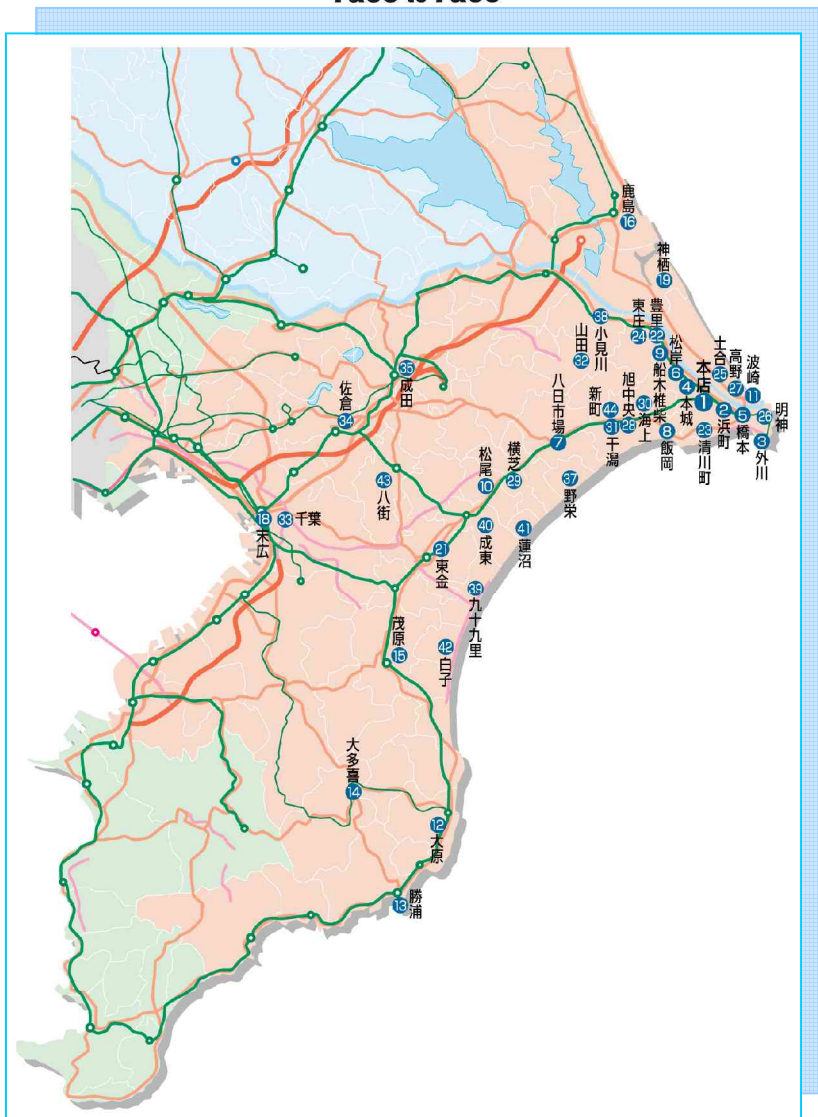 Face to Face
鹿島
16
神栖
19
豊里
22
東庄
24
小見川
38
山田
32
成田
35
佐倉
34
松岸
6
9
船木椎柴
4
本城
本店
1
土合
25
高野
27
波崎
11
明神
26
2
浜町
5
橋本
3
外川
23
清川町
8
飯岡
30
海上
旭中央
28
新町
44
31
干潟
八日市場
7
横芝
29
松尾
10
37
野栄
43
八街
18
末広
33
千葉
40
成東
41
蓮沼
21
東金
39
九十九里
茂原
15
42
白子
大多喜
14
12
大原
13
勝浦